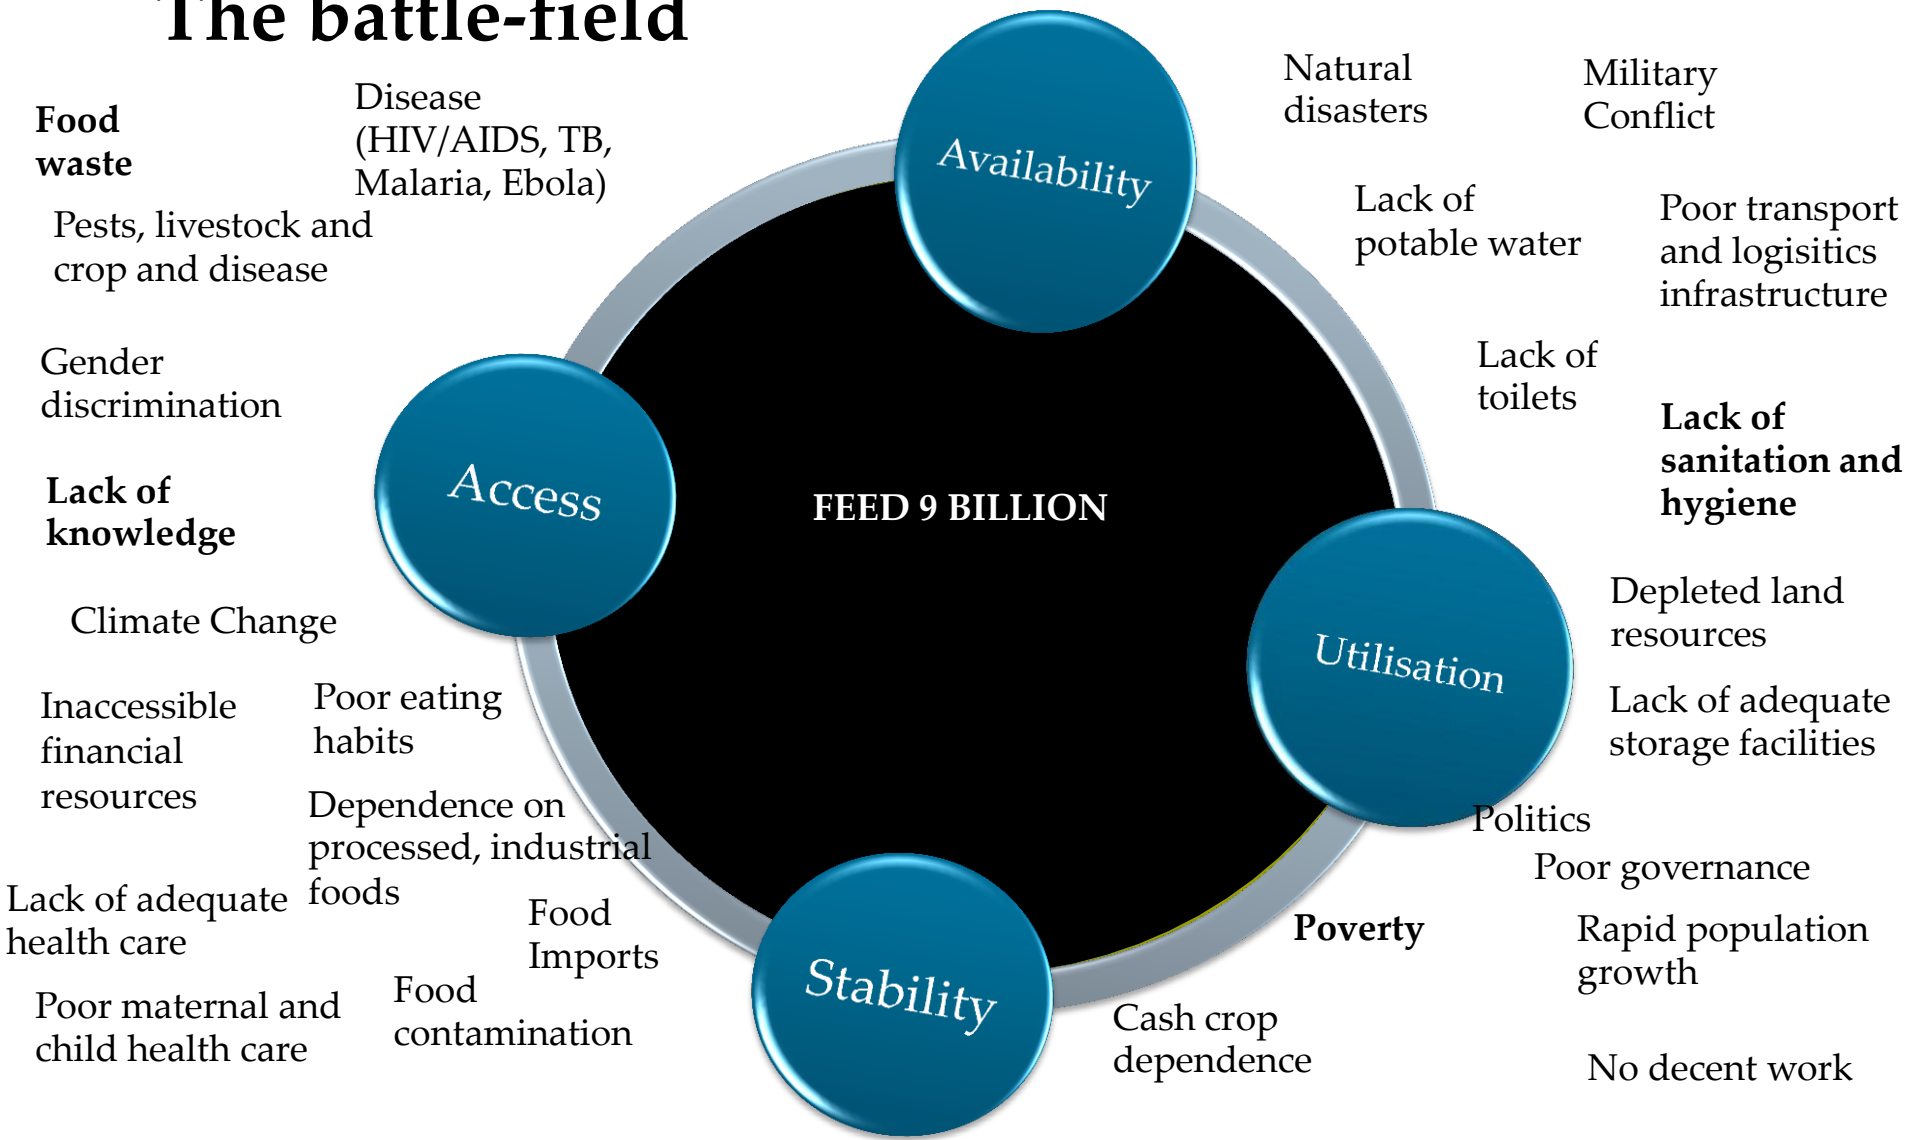 The battle-field
Food
waste
Disease
(HIV/AIDS, TB,
Malaria, Ebola)
Pests, livestock and
crop and disease
Gender
discrimination
Lack of
knowledge
Climate Change
Inaccessible
financial
resources
Poor eating
habits
Dependence on
processed, industrial
foods
Lack of adequate
health care
Food
Imports
Poor maternal and
child health care
Food
contamination
Availability
Access
FEED 9 BILLION
Utilisation
Stability
Natural
disasters
Military
Conflict
Lack of
potable water
Poor transport
and logisitics
infrastructure
Lack of
toilets
Lack of
sanitation and
hygiene
Depleted land
resources
Lack of adequate
storage facilities
Politics
Poor governance
Poverty
Rapid population
growth
Cash crop
dependence
No decent work